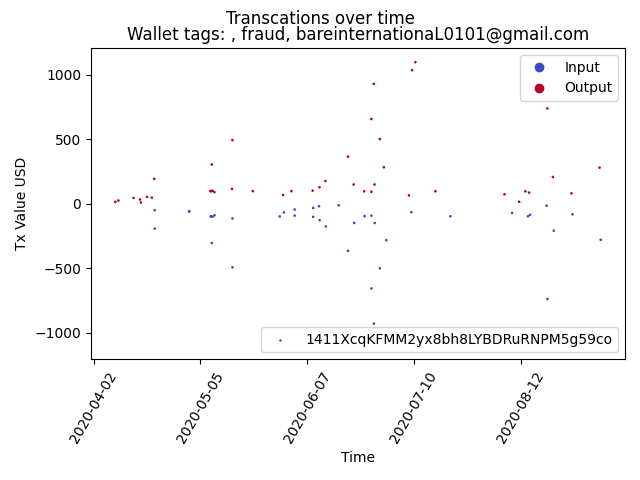 Transcations over time
Wallet tags: , fraud, bareinternationaL0101@gmail.com
Input
Output
1000
500
0
−500
−1000
Tx Value USD
1411XcqKFMM2yx8bh8LYBDRuRNPM5g59co
2020-04-02
2020-05-05
2020-06-07
2020-07-10
2020-08-12
Time